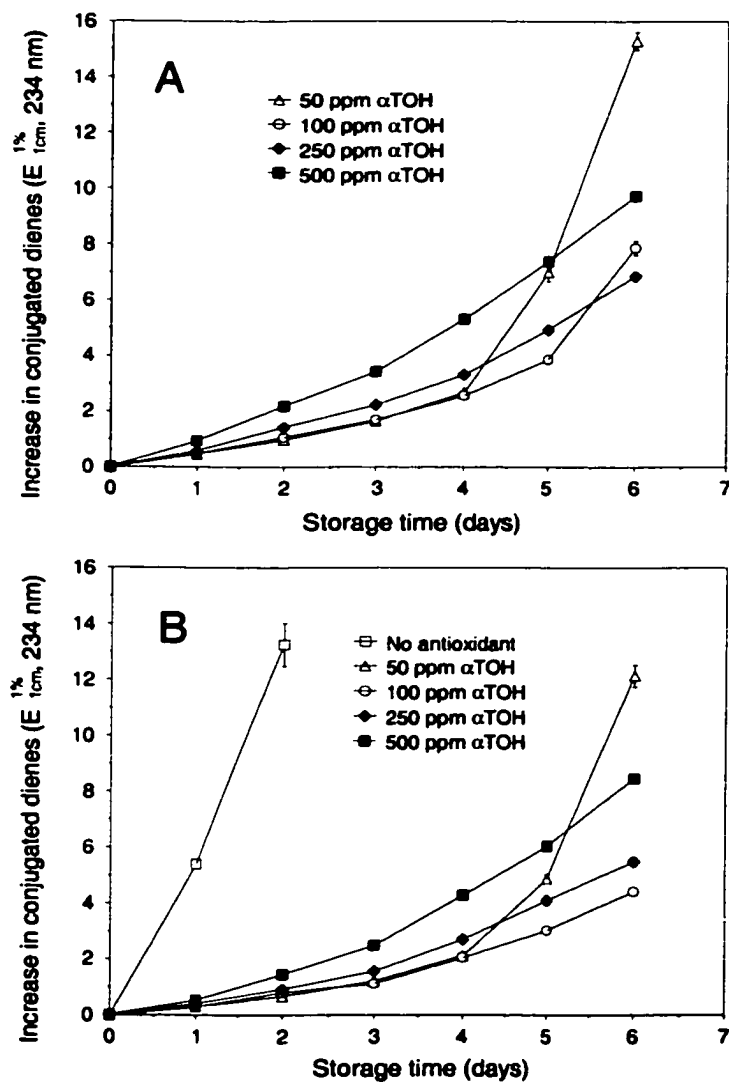 A
50 ppm αTOH
100 ppm αTOH
250 ppm αTOH
500 ppm αTOH
Increase in conjugated dienes (E 1% 1cm, 234 nm)
16
14
12
10
8
6
4
2
0
0 1 2 3 4 5 6 7
Storage time (days)
B
No antioxidant
50 ppm αTOH
100 ppm αTOH
250 ppm αTOH
500 ppm αTOH
Increase in conjugated dienes (E 1% 1cm, 234 nm)
16
14
12
10
8
6
4
2
0
0 1 2 3 4 5 6 7
Storage time (days)